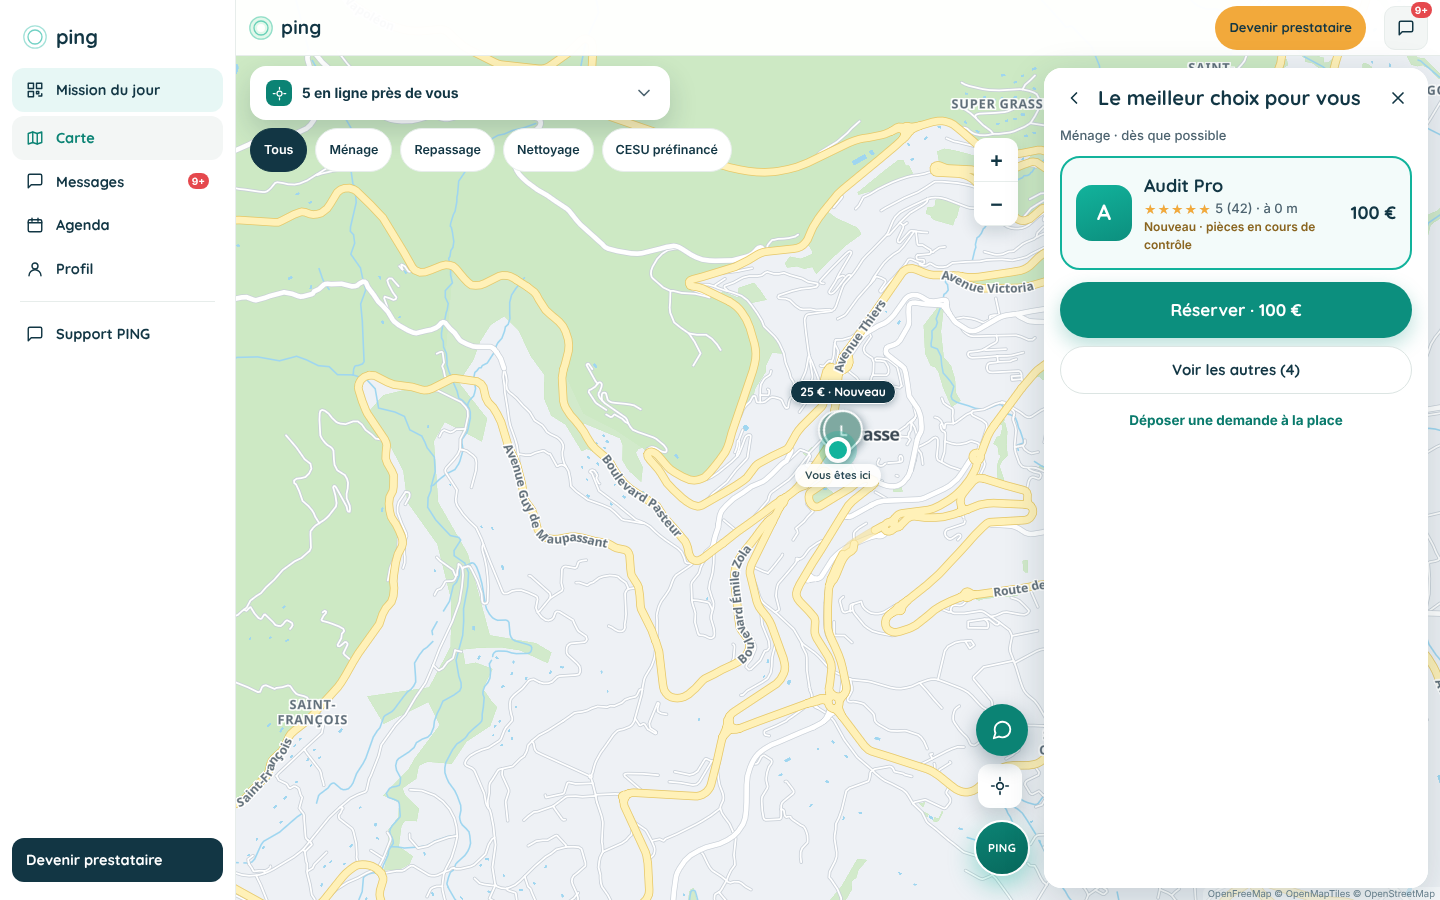 ping
Mission du jour
Carte
Messages
9+
Agenda
Profil
Support PING
Devenir prestataire
ping
Devenir prestataire
9+
5 en ligne près de vous
Tous
Ménage
Repassage
Nettoyage
CESU préfinancé
SUPER GRASS
+
−
Avenue Victoria
Avenue Thiers
25 € · Nouveau
L
asse
Vous êtes ici
Avenue Guy de Maupassant
Boulevard Pasteur
Boulevard Émile Zola
Route de
SAINT-
FRANÇOIS
Saint-François
PING
Le meilleur choix pour vous
Ménage · dès que possible
A
Audit Pro
★★★★★ 5 (42) · à 0 m
Nouveau · pièces en cours de
contrôle
100 €
Réserver · 100 €
Voir les autres (4)
Déposer une demande à la place
OpenFreeMap © OpenMapTiles © OpenStreetMap